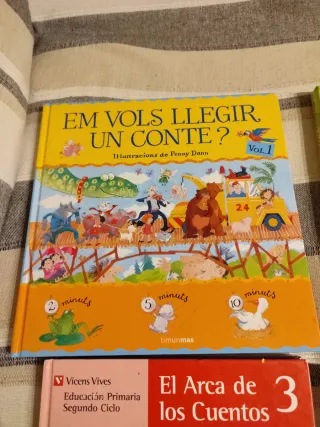 EM VOLS LLEGIR
UN CONTE?
Il·lustracions de Penny Dann
VOL. 1
24
2 minuts
5 minuts
10 minuts
timunmas
Vicens Vives
Educación Primaria
Segundo Ciclo
El Arca de
los Cuentos
3